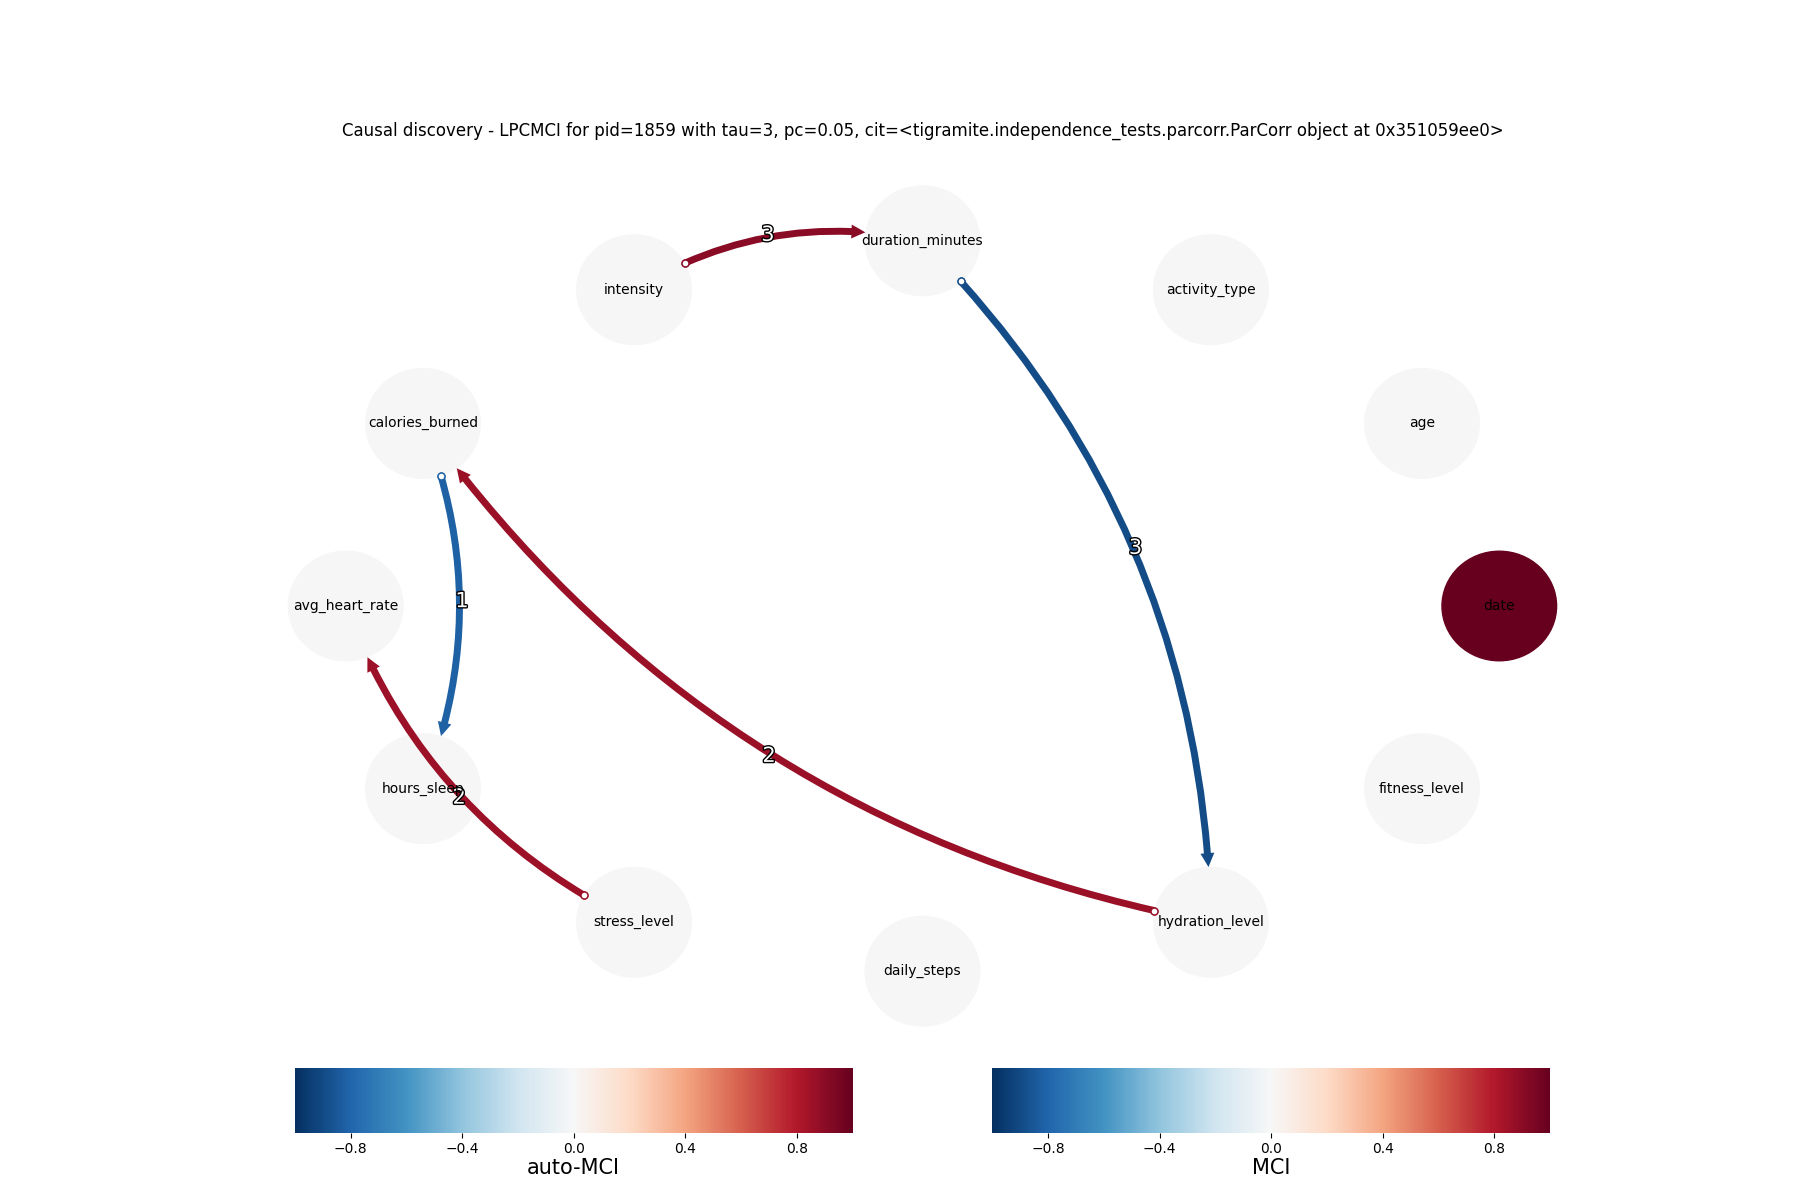 Causal discovery - LPCMCI for pid=1859 with tau=3, pc=0.05, cit=<tigramite.independence_tests.parcorr.ParCorr object at 0x351059ee0>
3
duration_minutes
intensity
activity_type
calories_burned
age
3
1
avg_heart_rate
date
2
hours_sleep
2
fitness_level
stress_level
hydration_level
daily_steps
−0.8 −0.4 0.0 0.4 0.8
auto-MCI
−0.8 −0.4 0.0 0.4 0.8
MCI